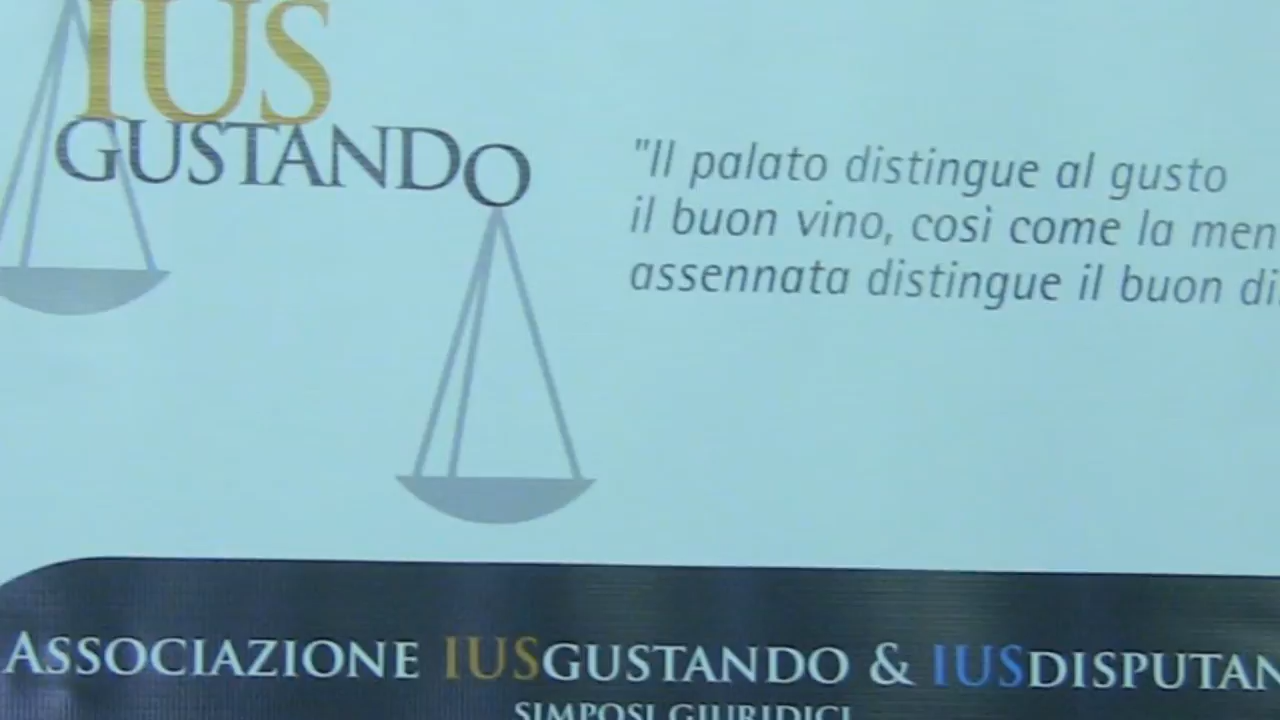 IUS
GUSTANDO
"Il palato distingue al gusto
il buon vino, così come la men
assennata distingue il buon di
ASSOCIAZIONE IUSGUSTANDO & IUSDISPUTAN
SIMPOSI GIURIDICI